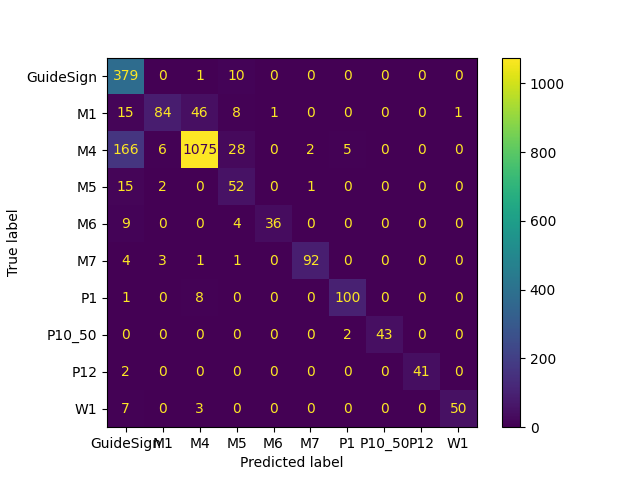 GuideSign 379 0 1 10 0 0 0 0 0 0
M1 15 84 46 8 1 0 0 0 0 1
M4 166 6 1075 28 0 2 5 0 0 0
M5 15 2 0 52 0 1 0 0 0 0
M6 9 0 0 4 36 0 0 0 0 0
M7 4 3 1 1 0 92 0 0 0 0
P1 1 0 8 0 0 0 100 0 0 0
P10_50 0 0 0 0 0 0 2 43 0 0
P12 2 0 0 0 0 0 0 0 41 0
W1 7 0 3 0 0 0 0 0 0 50
GuideSign M1 M4 M5 M6 M7 P1 P10_50 P12 W1
Predicted label
True label
1000
800
600
400
200
0